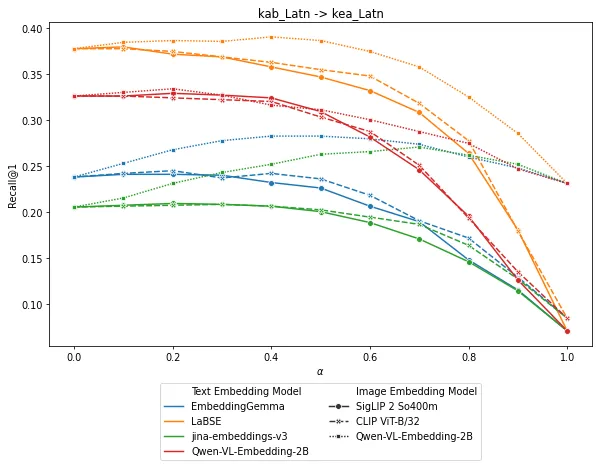 kab_Latn -> kea_Latn
Recall@1
0.40
0.35
0.30
0.25
0.20
0.15
0.10
0.0
0.2
0.4
0.6
0.8
1.0
α
Text Embedding Model
EmbeddingGemma
LaBSE
jina-embeddings-v3
Qwen-VL-Embedding-2B
Image Embedding Model
SigLIP 2 So400m
CLIP ViT-B/32
Qwen-VL-Embedding-2B